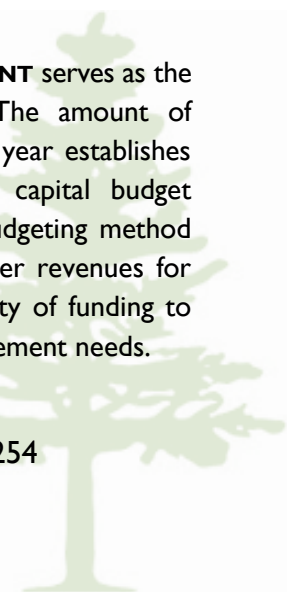 NT serves as the
The amount of
year establishes
capital budget
udgeting method
er revenues for
ty of funding to
ement needs.
254